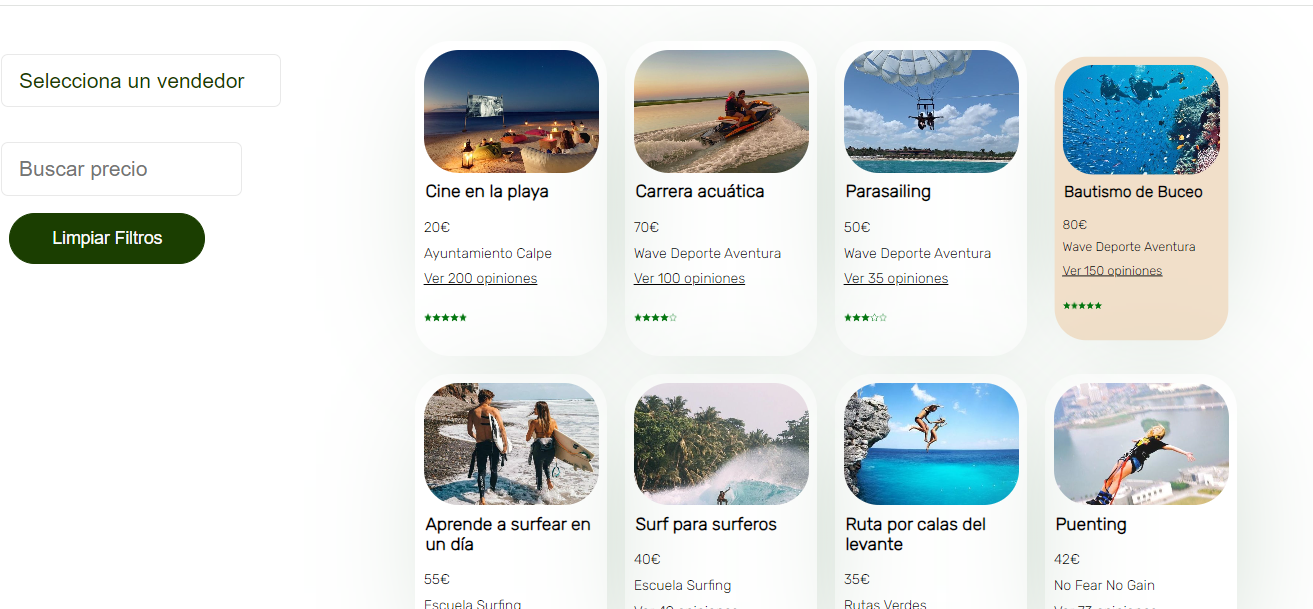 Selecciona un vendedor
Buscar precio
Limpiar Filtros
Cine en la playa
20€
Ayuntamiento Calpe
Ver 200 opiniones
★★★★★
Carrera acuática
70€
Wave Deporte Aventura
Ver 100 opiniones
★★★★☆
Parasailing
50€
Wave Deporte Aventura
Ver 35 opiniones
★★★☆☆
Bautismo de Buceo
80€
Wave Deporte Aventura
Ver 150 opiniones
★★★★★
Aprende a surfear en
un día
55€
Escuela Surfing
Surf para surferos
40€
Escuela Surfing
Ruta por calas del
levante
35€
Rutas Verdes
Puenting
42€
No Fear No Gain